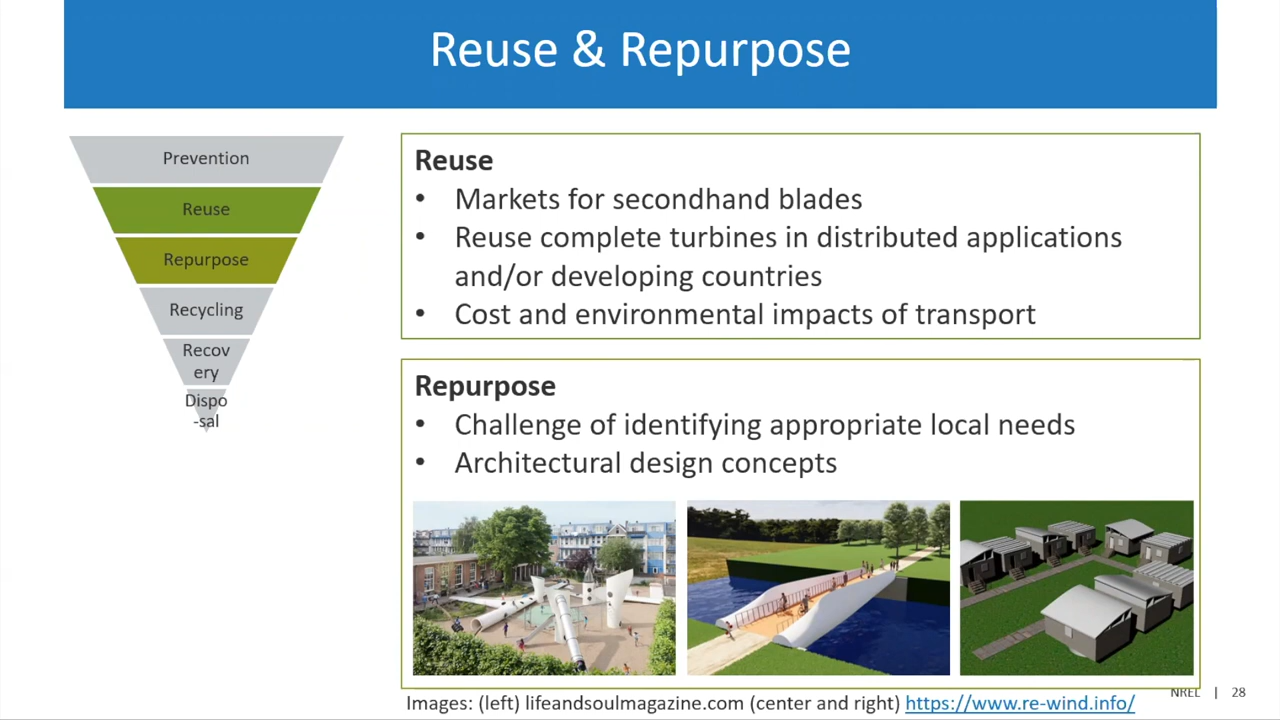 Reuse & Repurpose
Prevention
Reuse
Repurpose
Recycling
Recov
ery
Dispo
-sal
Reuse
• Markets for secondhand blades
• Reuse complete turbines in distributed applications
and/or developing countries
• Cost and environmental impacts of transport
Repurpose
• Challenge of identifying appropriate local needs
• Architectural design concepts
Images: (left) lifeandsoulmagazine.com (center and right) https://www.re-wind.info/
NREL | 28